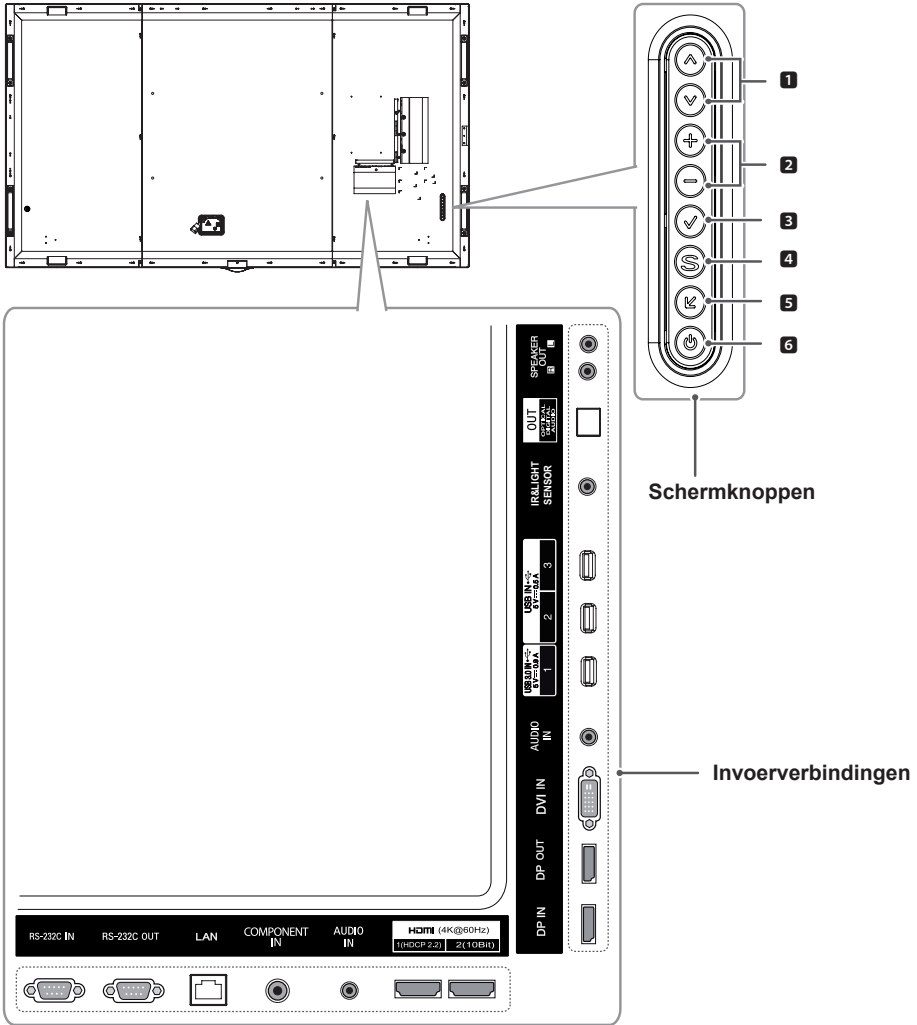 1
2
3
4
5
6
S
Schermknoppen
SPEAKER
OUT
R L
OUT
OPTICAL
DIGITAL
AUDIO
IR&LIGHT
SENSOR
USB IN
5 V 0.5 A
3
2
USB 3.0 IN
5 V 0.9 A
1
AUDIO
IN
DVI IN
DP OUT
DP IN
Invoerverbindingen
RS-232C IN
RS-232C OUT
LAN
COMPONENT
IN
AUDIO
IN
HDMI (4K@60Hz)
1(HDCP 2.2) 2(10Bit)